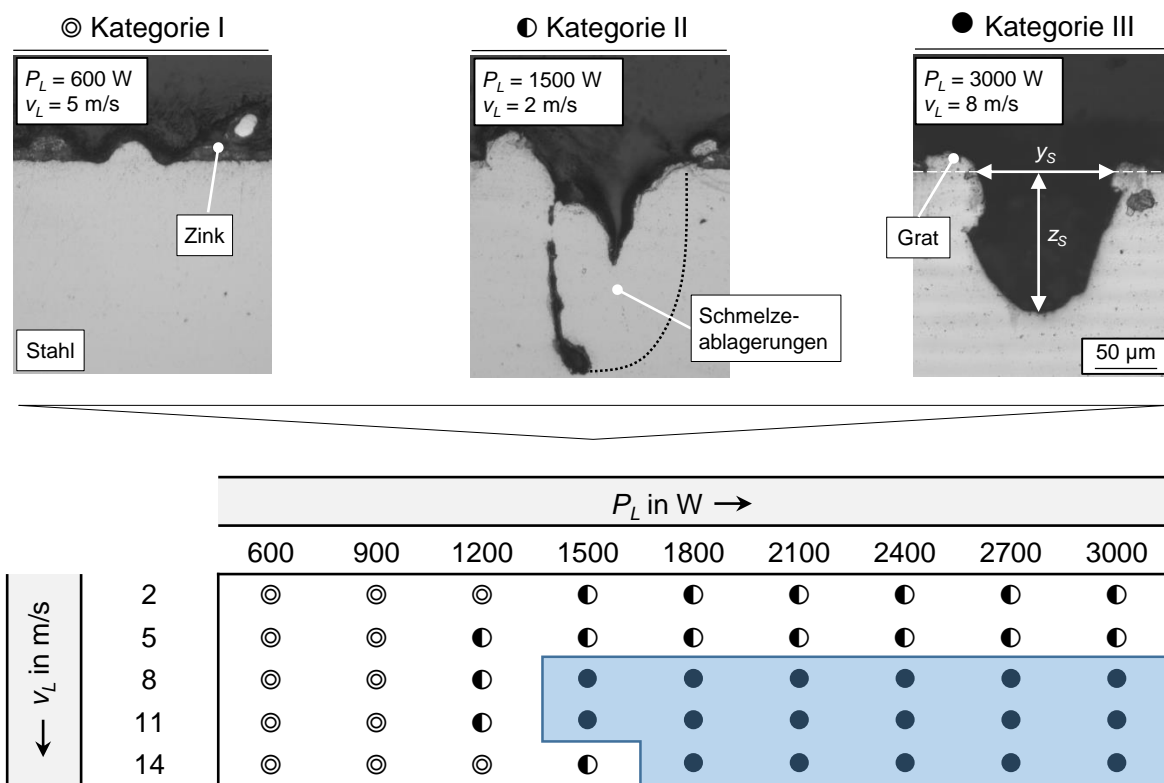 ◎ Kategorie I
◐ Kategorie II
● Kategorie III
P_L = 600 W
v_L = 5 m/s
P_L = 1500 W
v_L = 2 m/s
P_L = 3000 W
v_L = 8 m/s
y_S
Zink
Grat
z_S
Schmelze-
ablagerungen
Stahl
50 µm
P_L in W →
600 900 1200 1500 1800 2100 2400 2700 3000
← v_L in m/s
2 ◎ ◎ ◎ ◐ ◐ ◐ ◐ ◐ ◐
5 ◎ ◎ ◐ ◐ ◐ ◐ ◐ ◐ ◐
8 ◎ ◎ ◐ ● ● ● ● ● ●
11 ◎ ◎ ◐ ● ● ● ● ● ●
14 ◎ ◎ ◎ ◐ ● ● ● ● ●